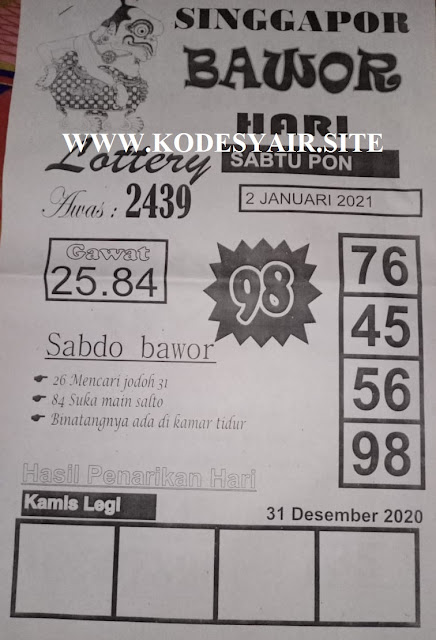 SINGGAPOR
BAWOR
HARI
WWW.KODESYAIR.SITE
Lottery
SABTU PON
Awas : 2439
2 JANUARI 2021
Gawat
25.84
98
76
45
56
98
Sabdo bawor
26 Mencari jodoh 31
84 Suka main salto
Binatangnya ada di kamar tidur
Hasil Penarikan Hari
Kamis Legi
31 Desember 2020